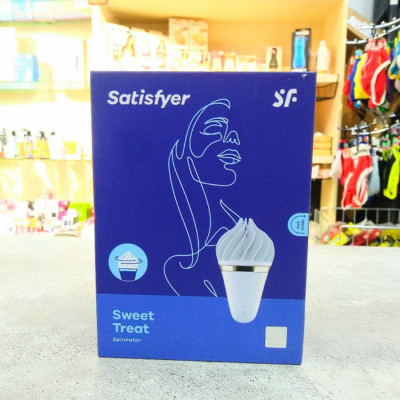 Satisfyer
SF
Sweet
Treat
Spinnator